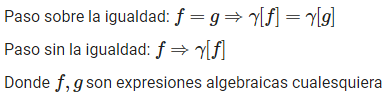 Paso sobre la igualdad: f = g ⇒ γ[f] = γ[g]
Paso sin la igualdad: f ⇒ γ[f]
Donde f, g son expresiones algebraicas cualesquiera